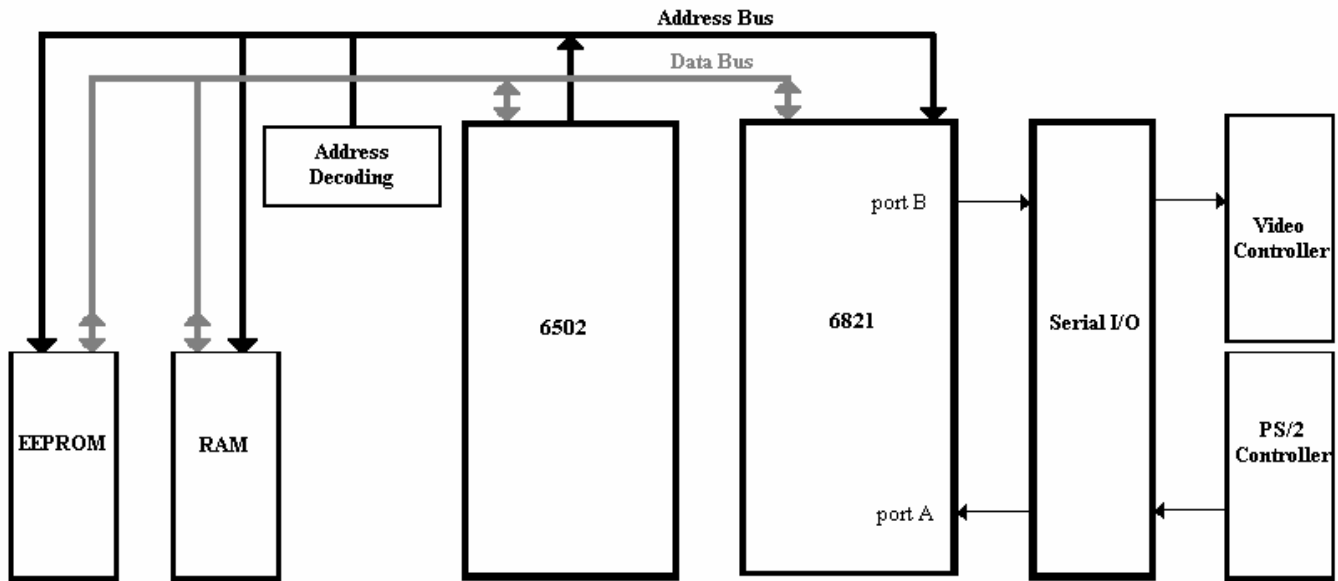 Address Bus
Data Bus
Address
Decoding
port B
Video
Controller
6502
6821
Serial I/O
EEPROM
RAM
PS/2
Controller
port A